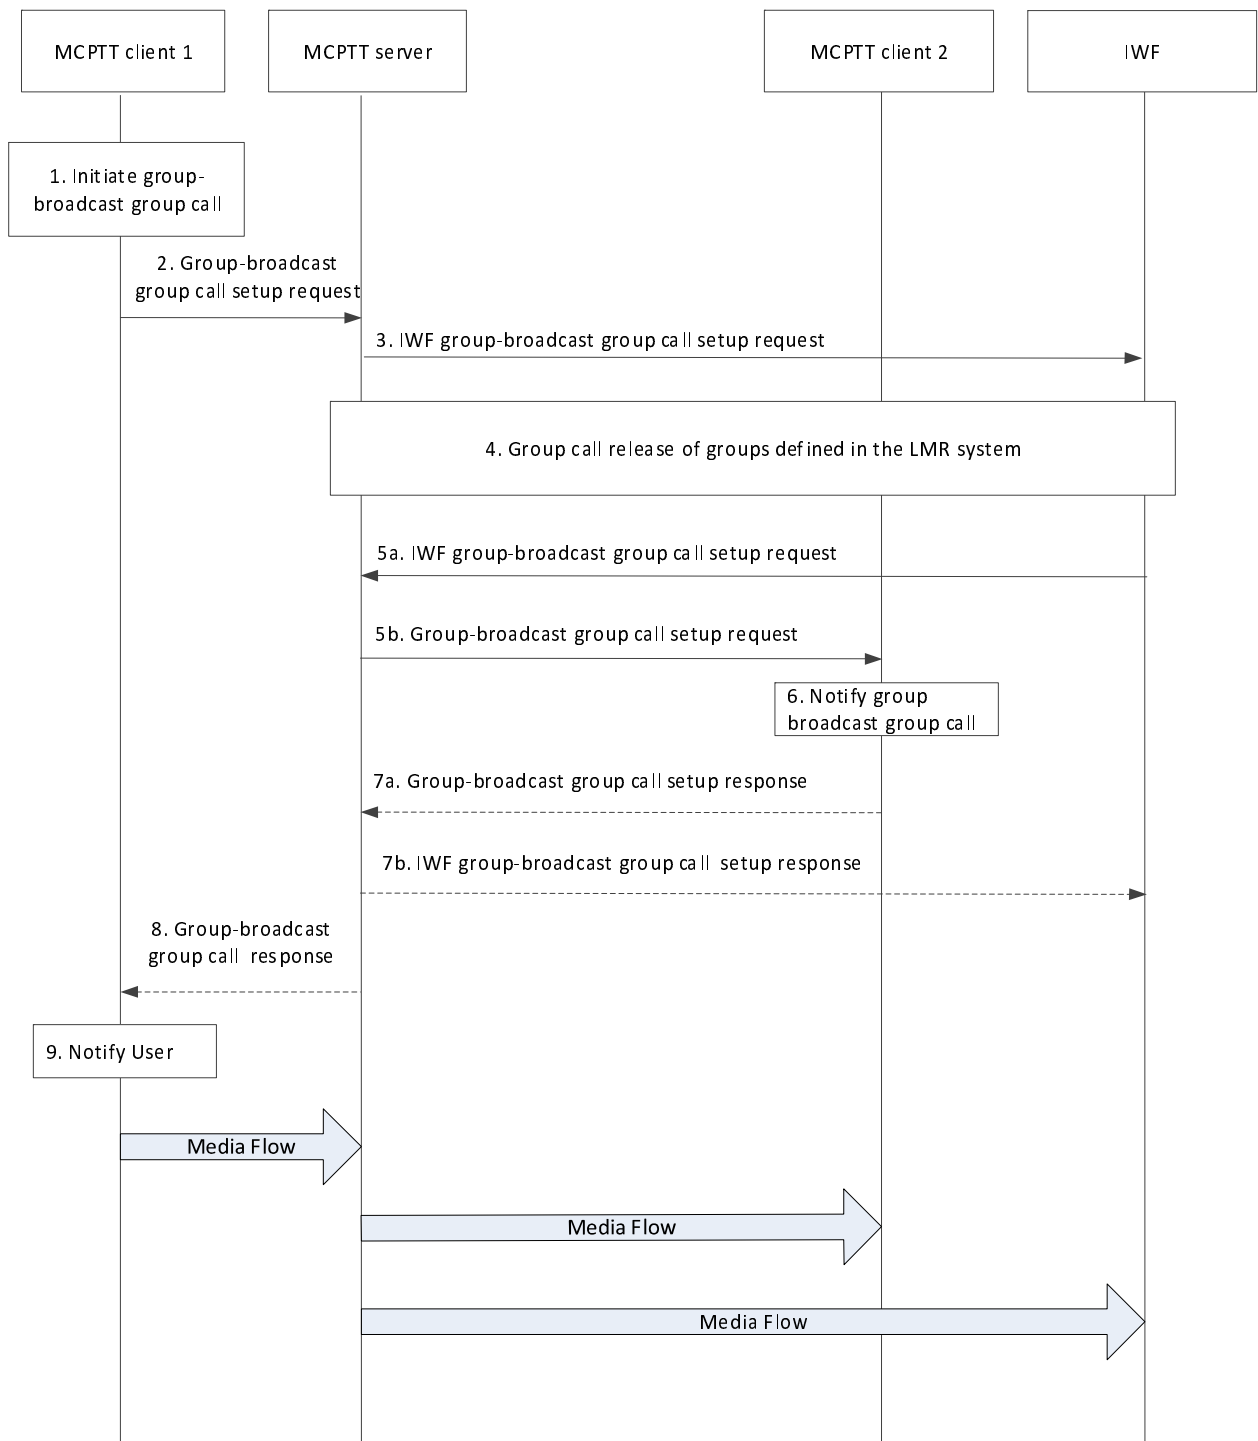 MCPTT client 1
MCPTT server
MCPTT client 2
IWF
1. Initiate group-
broadcast group call
2. Group-broadcast
group call setup request
3. IWF group-broadcast group call setup request
4. Group call release of groups defined in the LMR system
5a. IWF group-broadcast group call setup request
5b. Group-broadcast group call setup request
6. Notify group
broadcast group call
7a. Group-broadcast group call setup response
7b. IWF group-broadcast group call setup response
8. Group-broadcast
group call response
9. Notify User
Media Flow
Media Flow
Media Flow